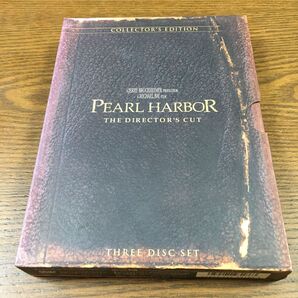 COLLECTOR'S EDITION
JERRY BRUCKHEIMER PRODUCTION
A MICHAEL BAY FILM
PEARL HARBOR
THE DIRECTOR'S CUT
THREE DISC SET